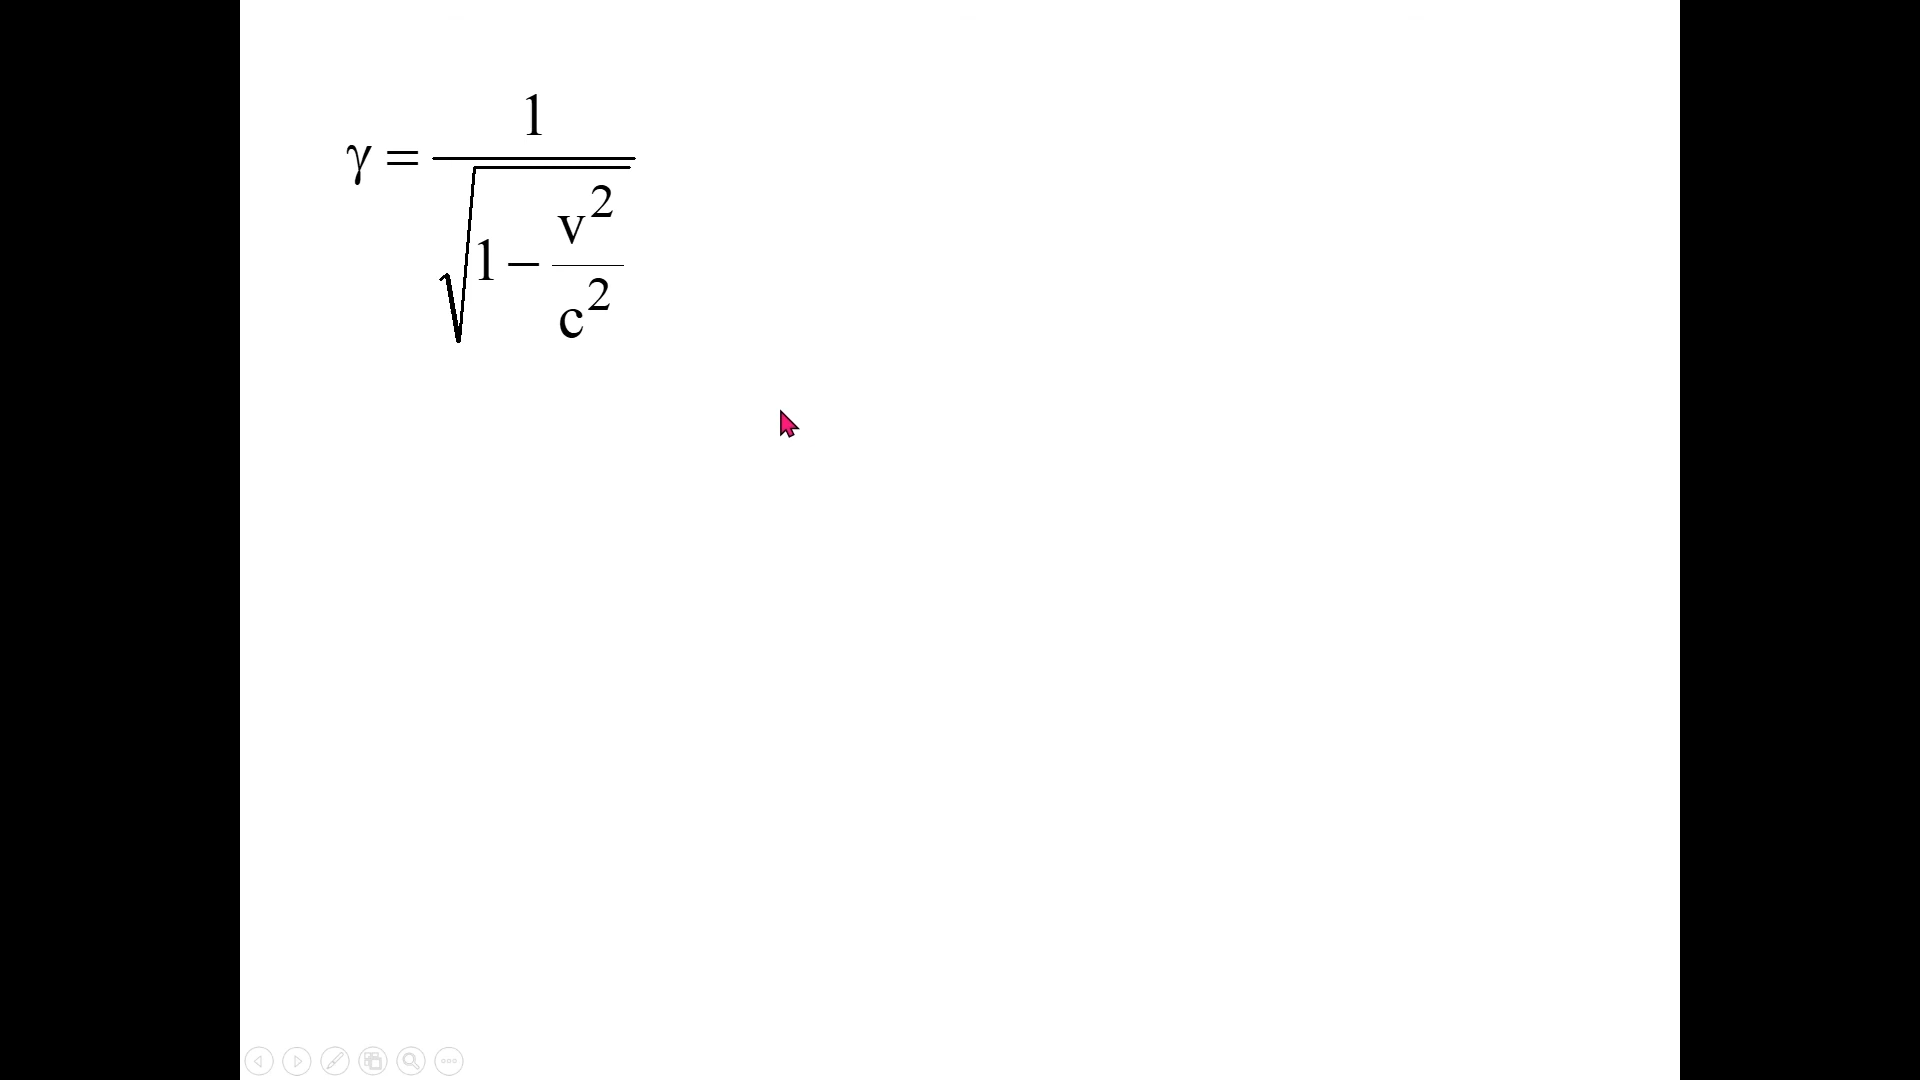 γ = 1 / √(1 − v² / c²)